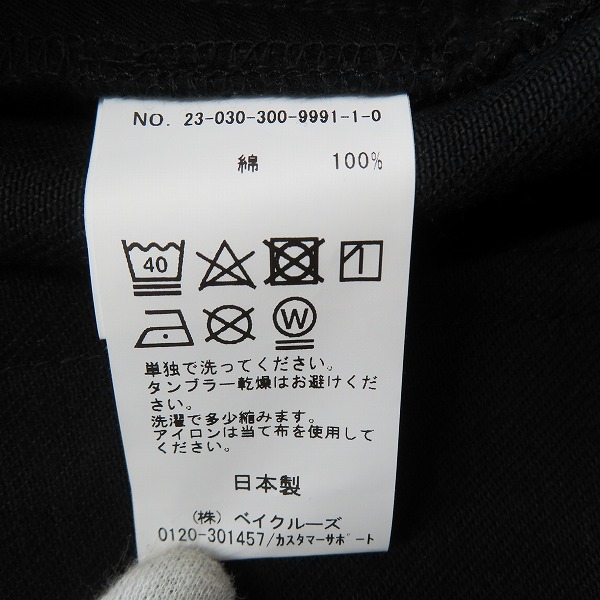 NO. 23-030-300-9991-1-0
綿 100%
40
W
単独で洗ってください。
タンブラー乾燥はお避けくだ
さい。
洗濯で多少縮みます。
アイロンは当て布を使用して
ください。
日本製
(株) ベイクルーズ
0120-301457/カスタマーサポート